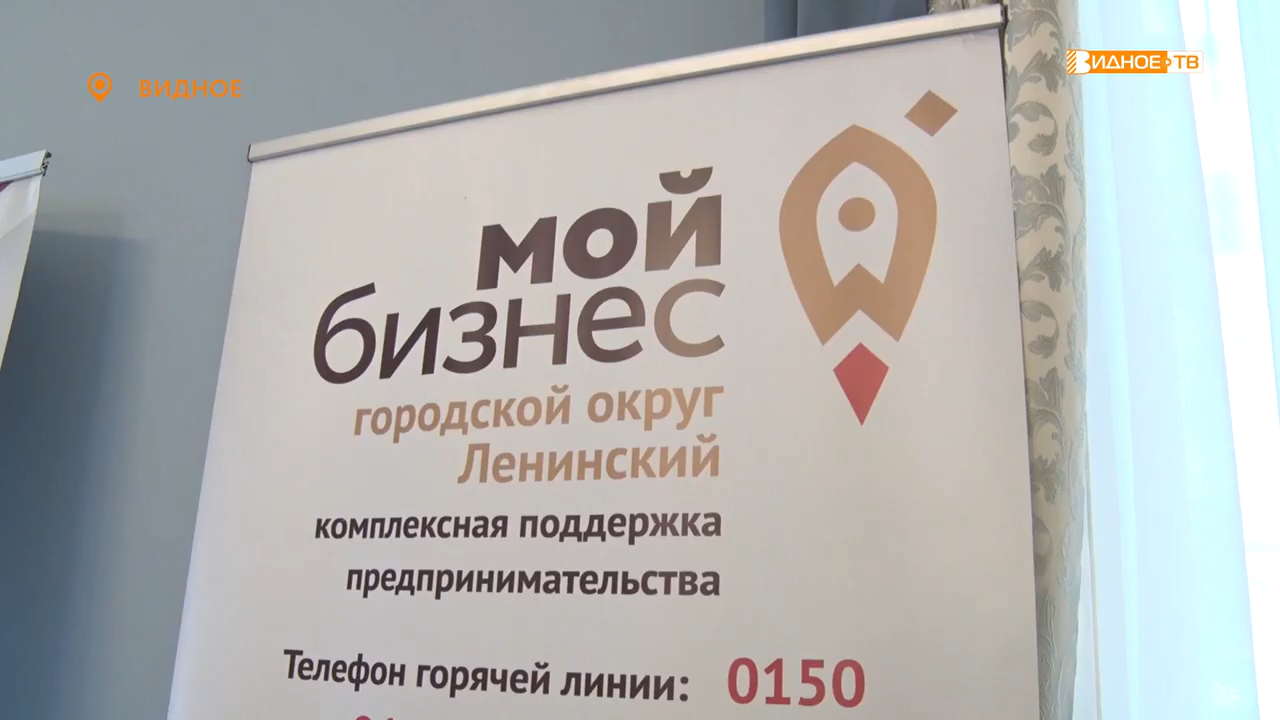 ВИДНОЕ
ВИДНОЕ ТВ
мой
бизнес
городской округ
Ленинский
комплексная поддержка
предпринимательства
Телефон горячей линии: 0150